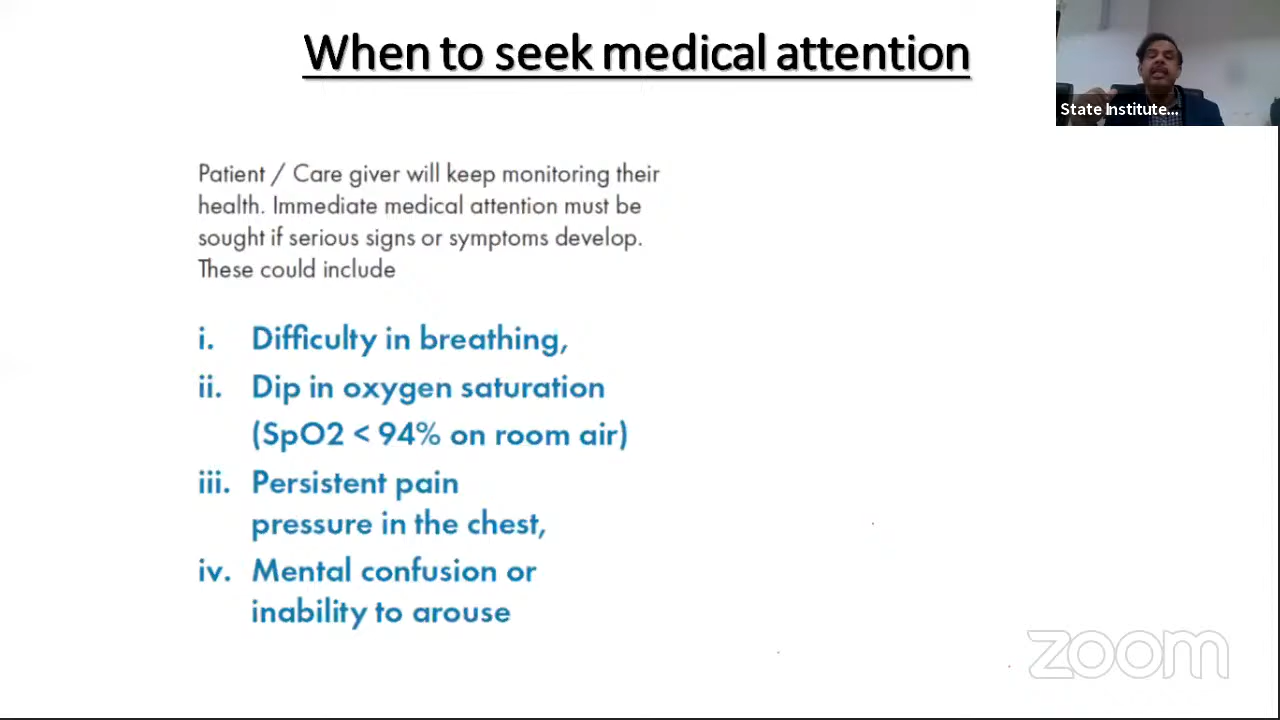 When to seek medical attention
State Institute...
Patient / Care giver will keep monitoring their
health. Immediate medical attention must be
sought if serious signs or symptoms develop.
These could include
i. Difficulty in breathing,
ii. Dip in oxygen saturation
(SpO2 < 94% on room air)
iii. Persistent pain
pressure in the chest,
iv. Mental confusion or
inability to arouse
zoom